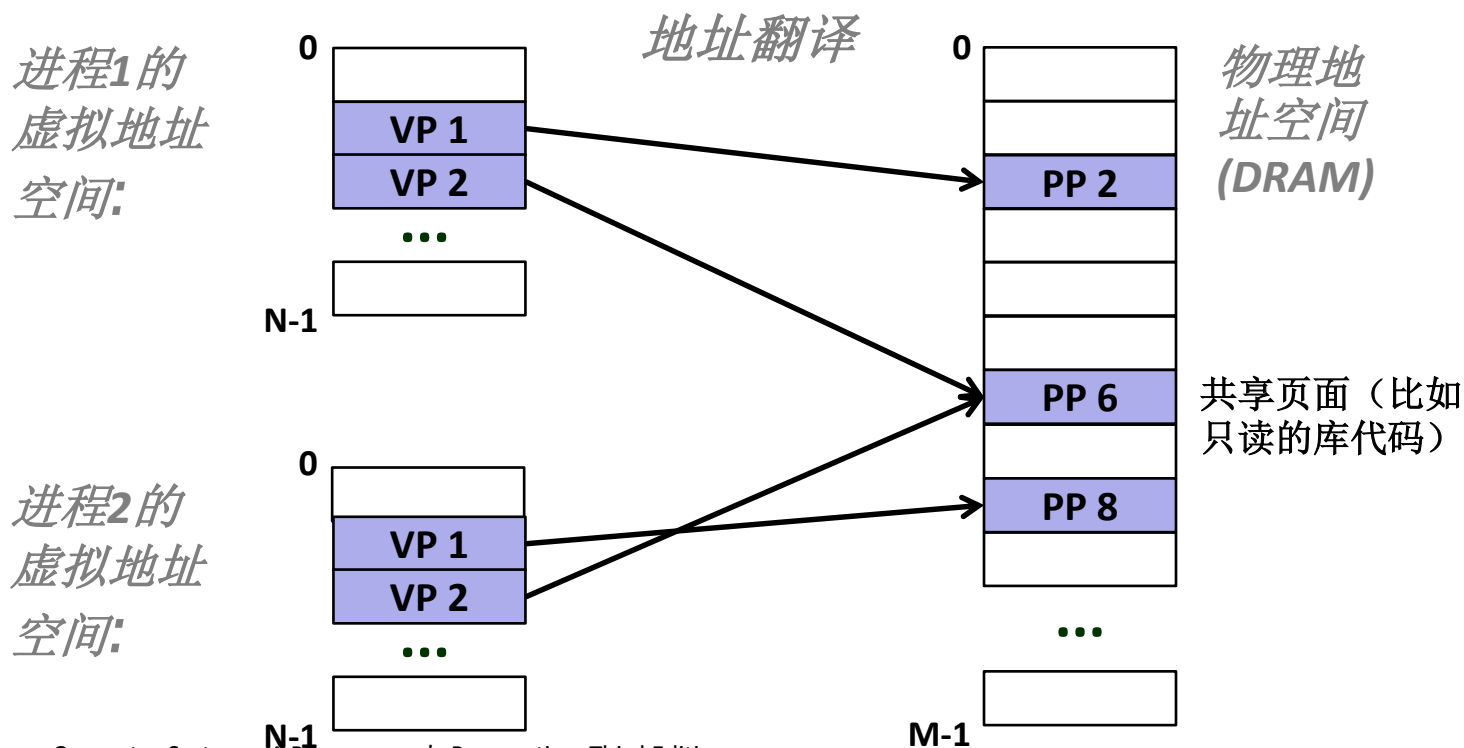 地址翻译
进程1的
虚拟地址
空间:
0
VP 1
VP 2
...
N-1
0
物理地
址空间
(DRAM)
PP 2
PP 6
共享页面（比如
只读的库代码）
PP 8
...
M-1
进程2的
虚拟地址
空间:
0
VP 1
VP 2
...
N-1
Third